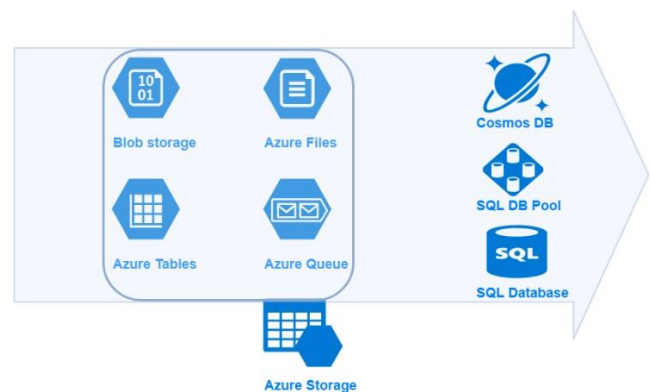 10
01
Blob storage
Azure Files
Azure Tables
Azure Queue
Azure Storage
Cosmos DB
SQL DB Pool
SQL
SQL Database